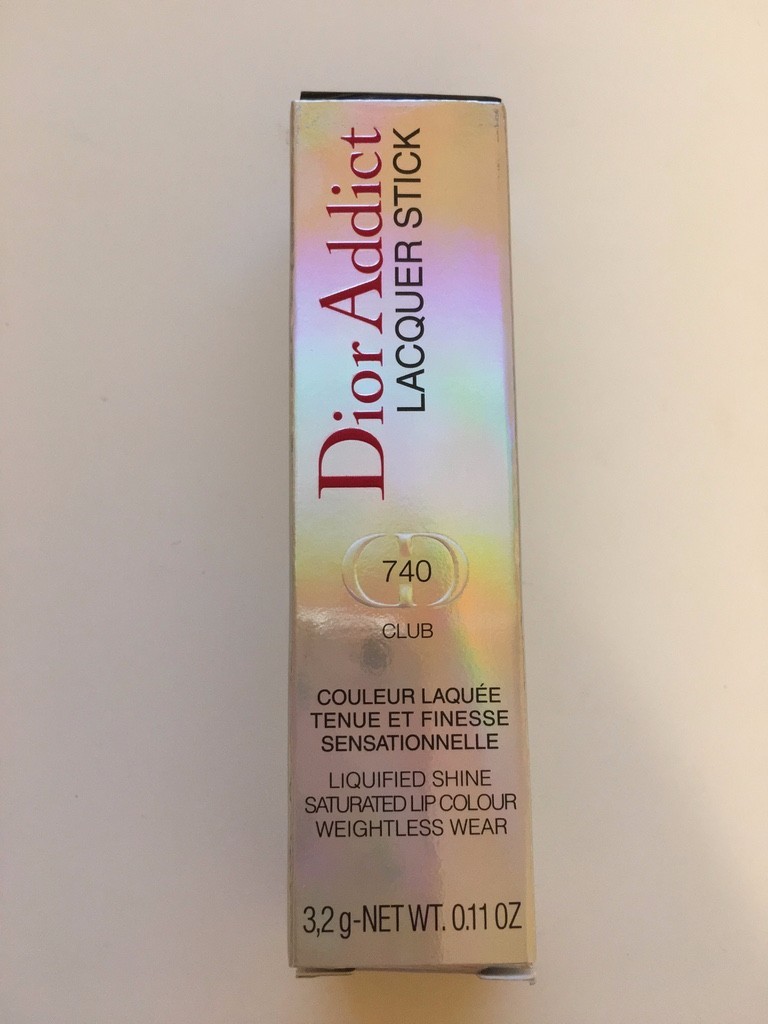 Dior Addict
LACQUER STICK
740
CLUB
COULEUR LAQUÉE
TENUE ET FINESSE
SENSATIONNELLE
LIQUIFIED SHINE
SATURATED LIP COLOUR
WEIGHTLESS WEAR
3,2 g-NET WT. 0.11 OZ